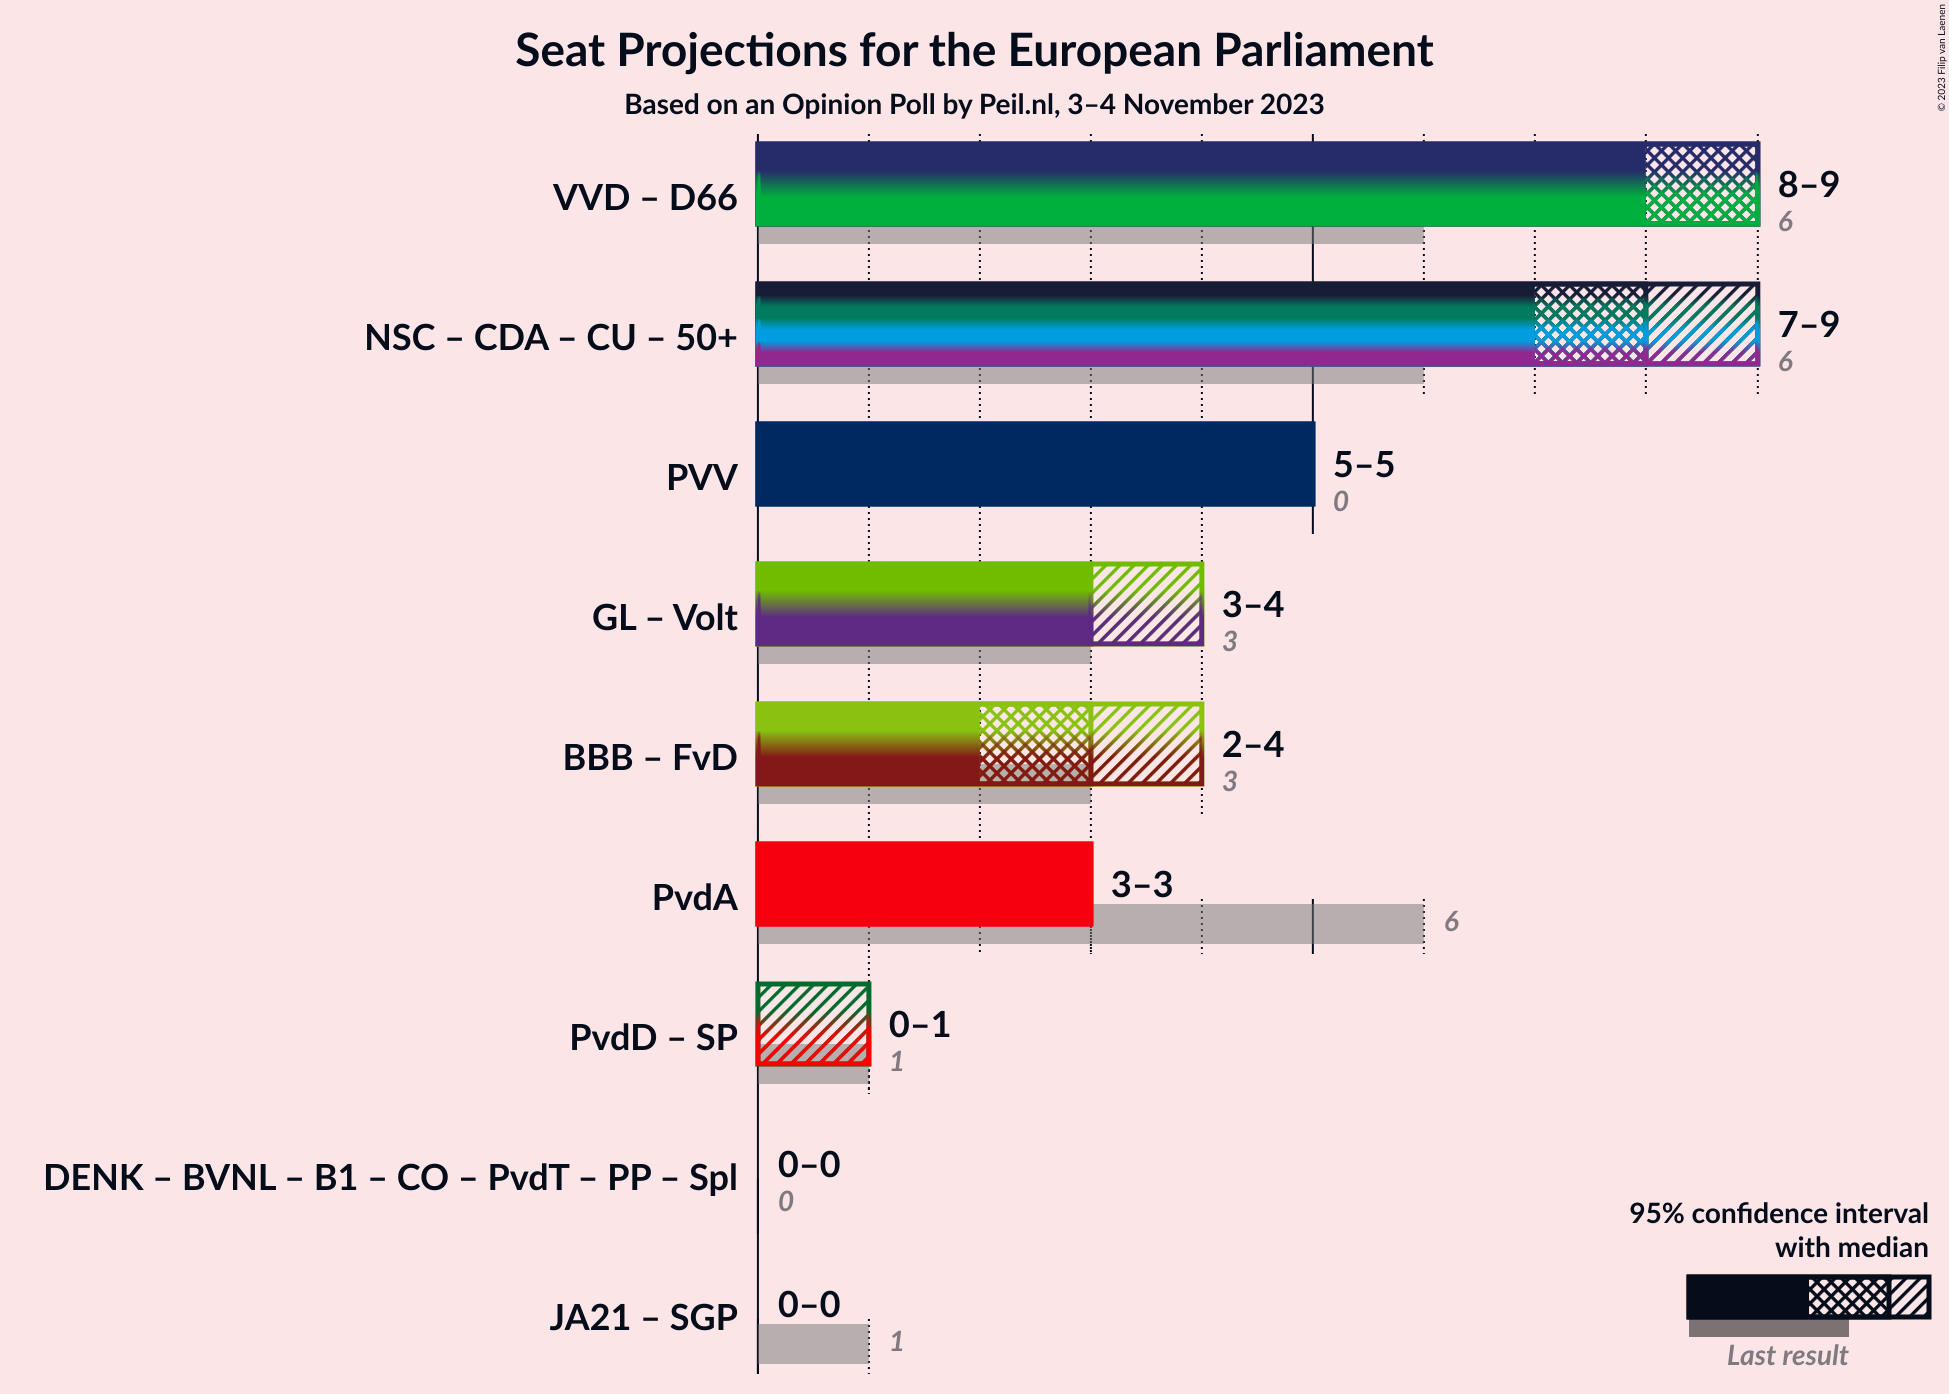 Seat Projections for the European Parliament
Based on an Opinion Poll by Peil.nl, 3–4 November 2023
© 2023 Filip van Laenen
VVD – D66
8–9
6
NSC – CDA – CU – 50+
7–9
6
PVV
5–5
0
GL – Volt
3–4
3
BBB – FvD
2–4
3
PvdA
3–3
6
PvdD – SP
0–1
1
DENK – BVNL – B1 – CO – PvdT – PP – Spl
0–0
0
JA21 – SGP
0–0
1
95% confidence interval
with median
Last result